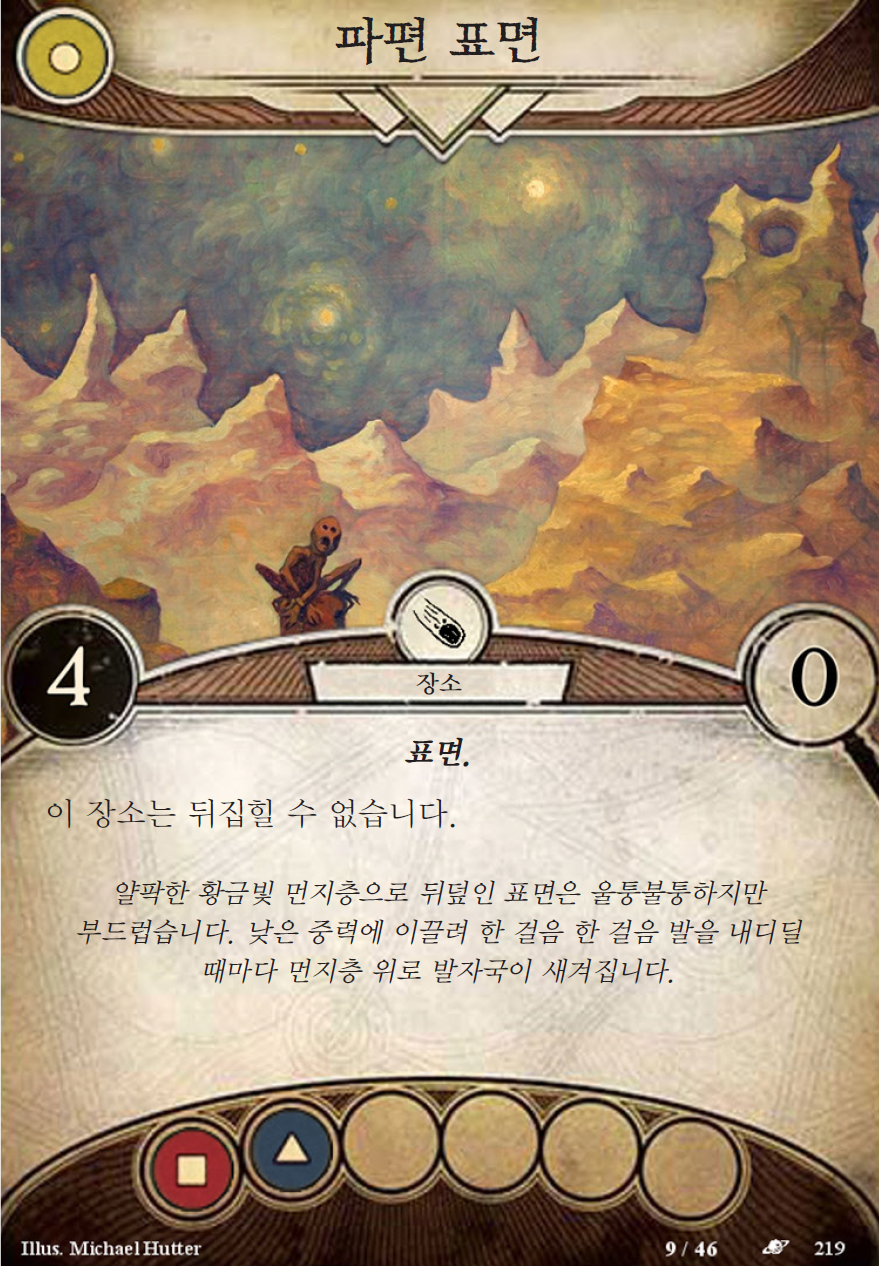 파편 표면
4
장소
0
표면.
이 장소는 뒤집힐 수 없습니다.
얄팍한 황금빛 먼지층으로 뒤덮인 표면은 울퉁불퉁하지만
부드럽습니다. 낮은 중력에 이끌려 한 걸음 한 걸음 발을 내디딜
때마다 먼지층 위로 발자국이 새겨집니다.
Illus. Michael Hutter
9 / 46
219